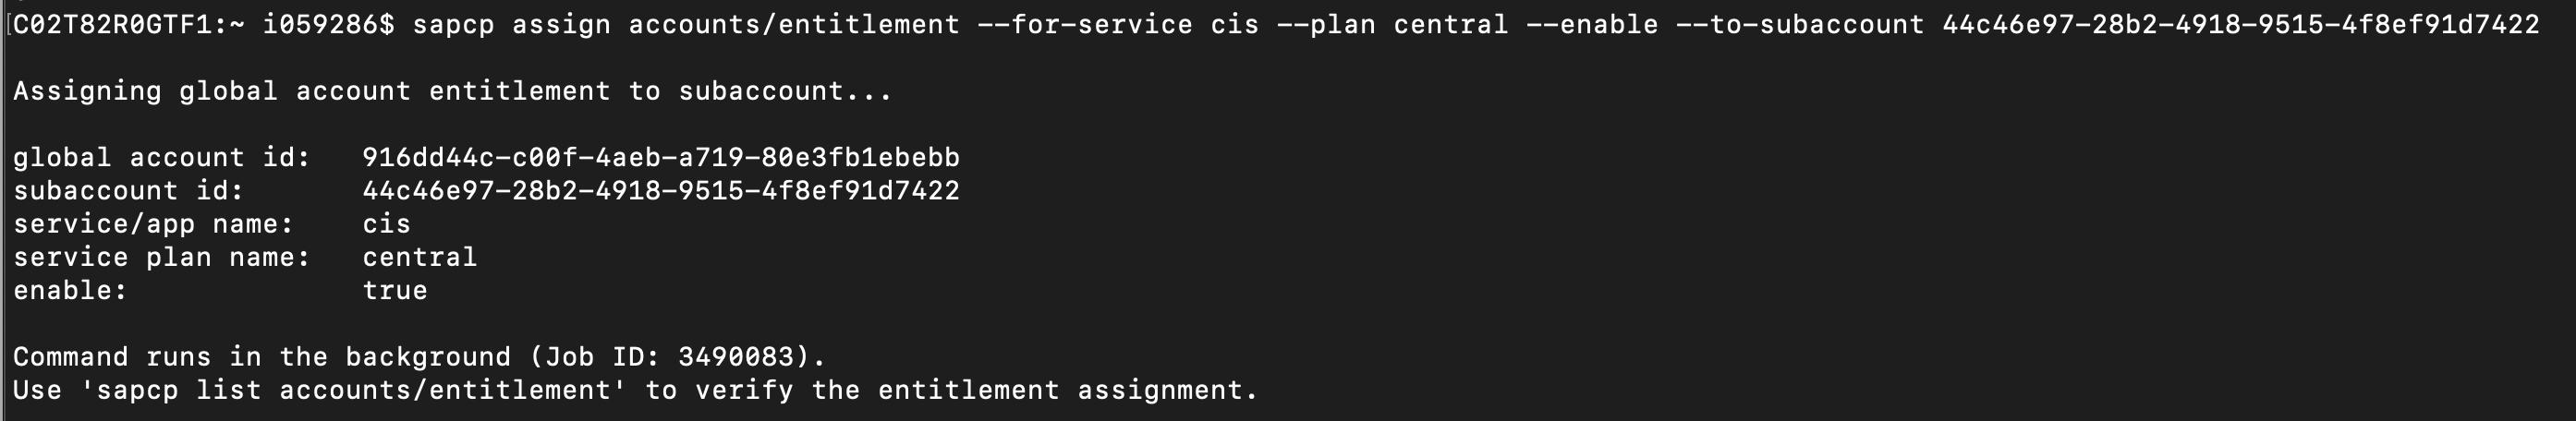 [C02T82R0GTF1:~ i059286$ sapcp assign accounts/entitlement --for-service cis --plan central --enable --to-subaccount 44c46e97-28b2-4918-9515-4f8ef91d7422
Assigning global account entitlement to subaccount...
global account id:   916dd44c-c00f-4aeb-a719-80e3fb1ebebb
subaccount id:       44c46e97-28b2-4918-9515-4f8ef91d7422
service/app name:    cis
service plan name:   central
enable:              true
Command runs in the background (Job ID: 3490083).
Use 'sapcp list accounts/entitlement' to verify the entitlement assignment.